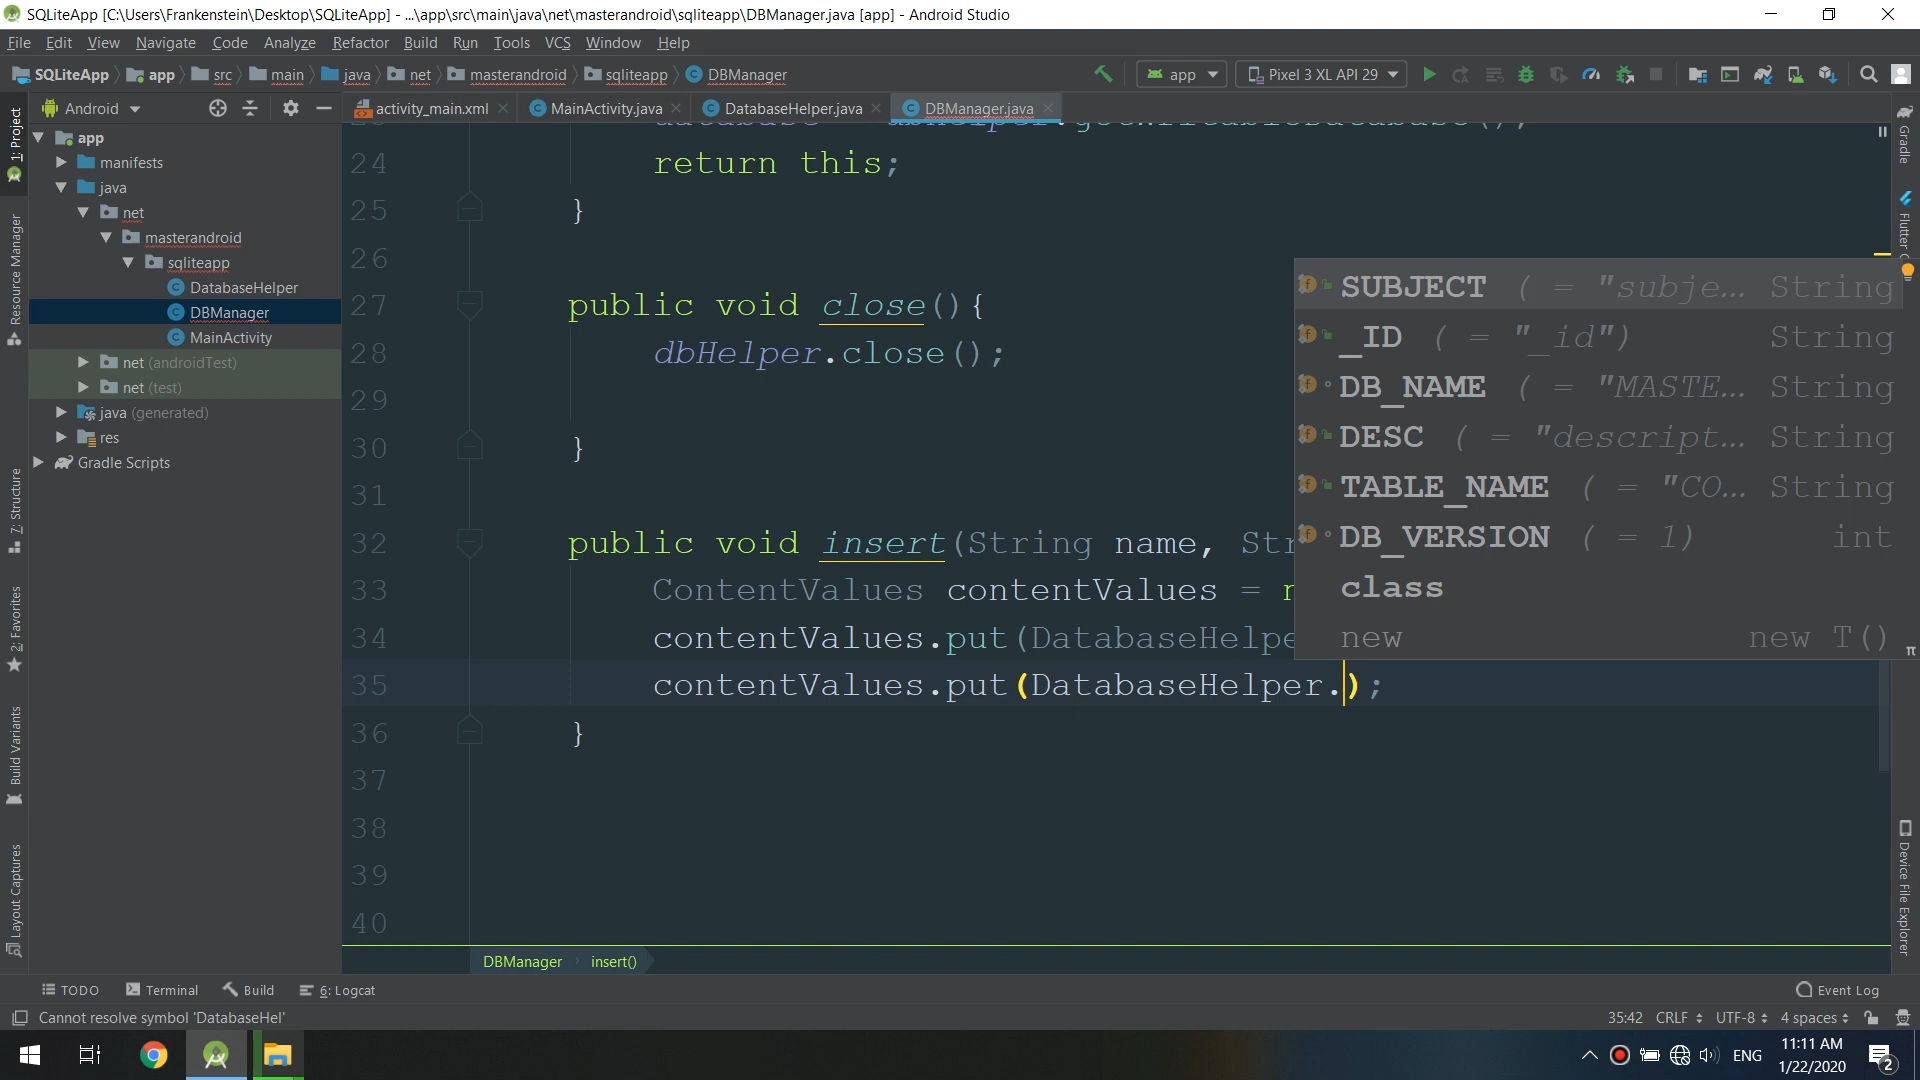 SQLiteApp [C:\Users\Frankenstein\Desktop\SQLiteApp] - ...\app\src\main\java\net\masterandroid\sqliteapp\DBManager.java [app] - Android Studio
File Edit View Navigate Code Analyze Refactor Build Run Tools VCS Window Help
SQLiteApp app src main java net masterandroid sqliteapp DBManager app Pixel 3 XL API 29
Android activity_main.xml MainActivity.java DatabaseHelper.java DBManager.java
app
manifests
java
net
masterandroid
sqliteapp
DatabaseHelper
DBManager
MainActivity
net (androidTest)
net (test)
java (generated)
res
Gradle Scripts
1: Project
Resource Manager
7: Structure
2: Favorites
Build Variants
Layout Captures
24 return this;
25 }
26
27 public void close(){
28 dbHelper.close();
29
30 }
31
32 public void insert(String name, Str
33 ContentValues contentValues = n
34 contentValues.put(DatabaseHelpe
35 contentValues.put(DatabaseHelper.);
36 }
37
38
39
40
SUBJECT ( = "subje... String
_ID ( = "_id") String
DB_NAME ( = "MASTE... String
DESC ( = "descript... String
TABLE_NAME ( = "CO... String
DB_VERSION ( = 1) int
class
new new T()
π
Gradle
Flutter
Device File Explorer
DBManager insert()
TODO Terminal Build 6: Logcat Event Log
Cannot resolve symbol 'DatabaseHel' 35:42 CRLF UTF-8 4 spaces
ENG 11:11 AM
1/22/2020
2